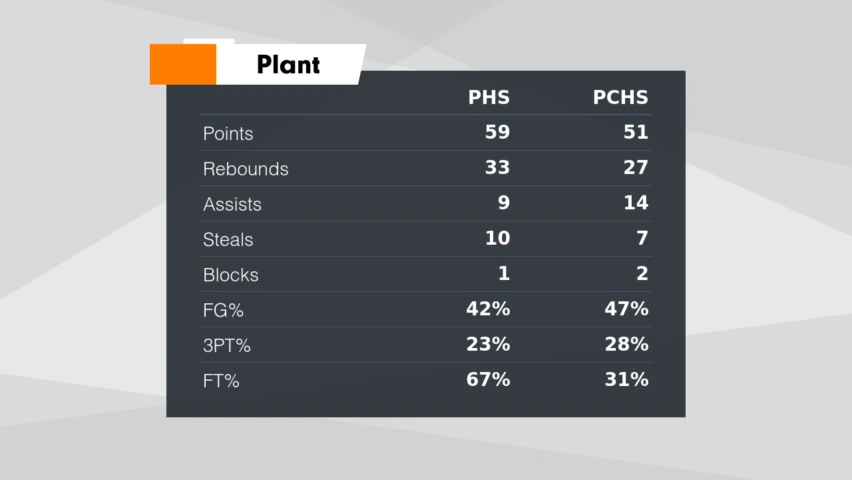 Plant
PHS PCHS
Points 59 51
Rebounds 33 27
Assists 9 14
Steals 10 7
Blocks 1 2
FG% 42% 47%
3PT% 23% 28%
FT% 67% 31%